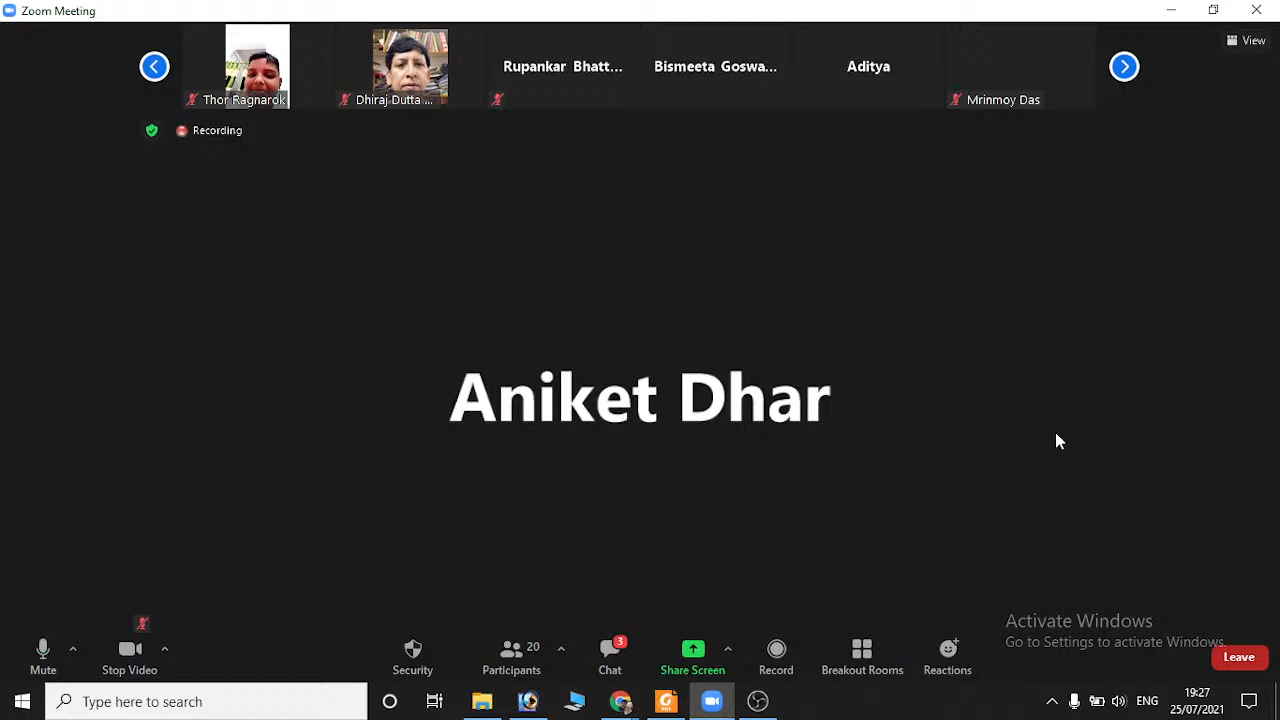 Zoom Meeting
View
Rupankar Bhatt...
Bismeeta Goswa...
Aditya
Thor Ragnarok
Dhiraj Dutta ...
Mrinmoy Das
Recording
Aniket Dhar
Activate Windows
Go to Settings to activate Windows.
Mute
Stop Video
Security
20
Participants
3
Chat
Share Screen
Record
Breakout Rooms
Reactions
Leave
Type here to search
PDF
ENG
19:27
25/07/2021